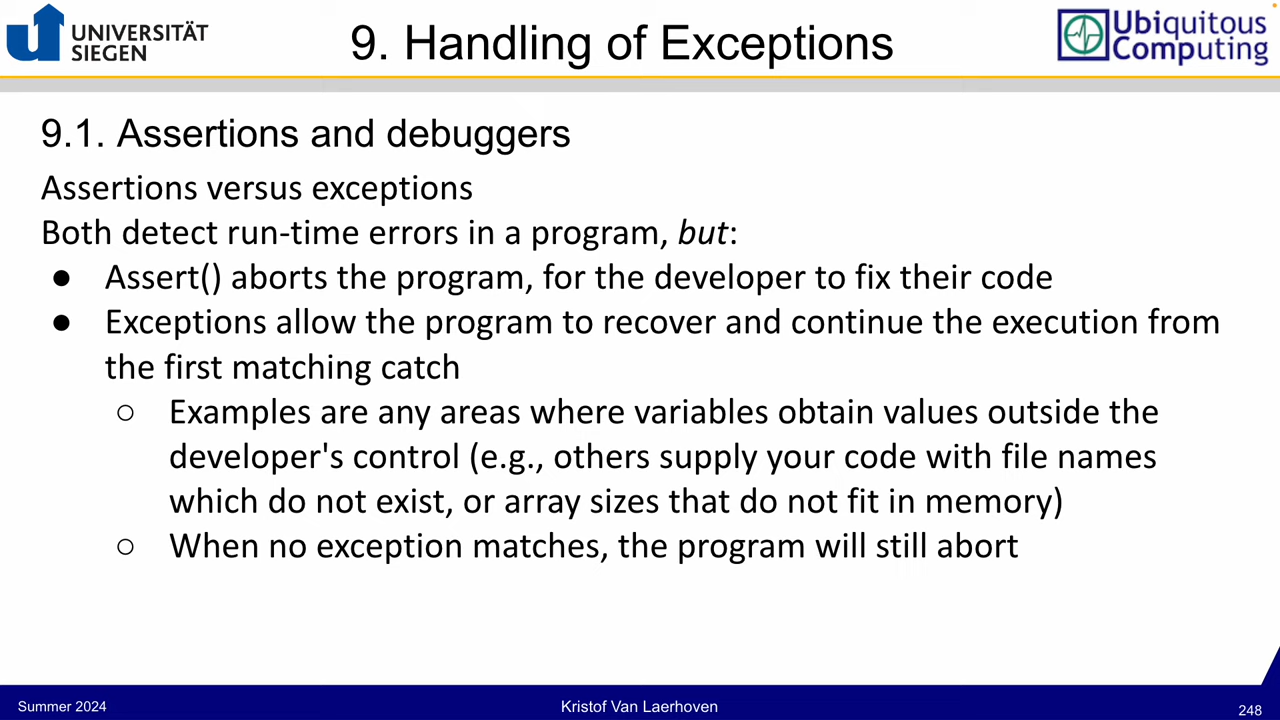 UNIVERSITÄT
SIEGEN
9. Handling of Exceptions
Ubiquitous
Computing
9.1. Assertions and debuggers
Assertions versus exceptions
Both detect run-time errors in a program, but:
● Assert() aborts the program, for the developer to fix their code
● Exceptions allow the program to recover and continue the execution from
the first matching catch
○ Examples are any areas where variables obtain values outside the
developer's control (e.g., others supply your code with file names
which do not exist, or array sizes that do not fit in memory)
○ When no exception matches, the program will still abort
Summer 2024
Kristof Van Laerhoven
248